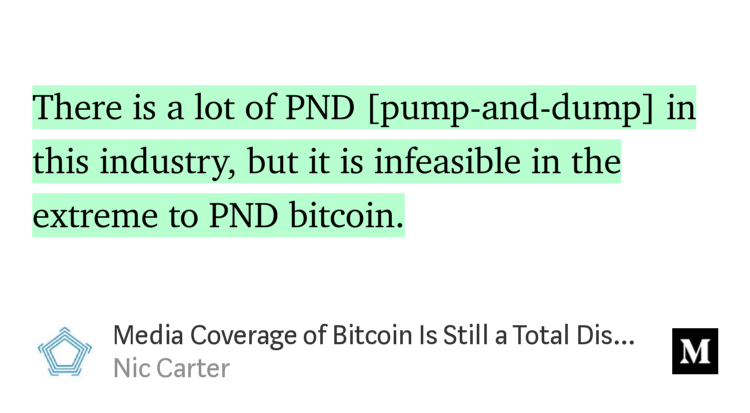 There is a lot of PND [pump-and-dump] in
this industry, but it is infeasible in the
extreme to PND bitcoin.
Media Coverage of Bitcoin Is Still a Total Dis...
Nic Carter
M